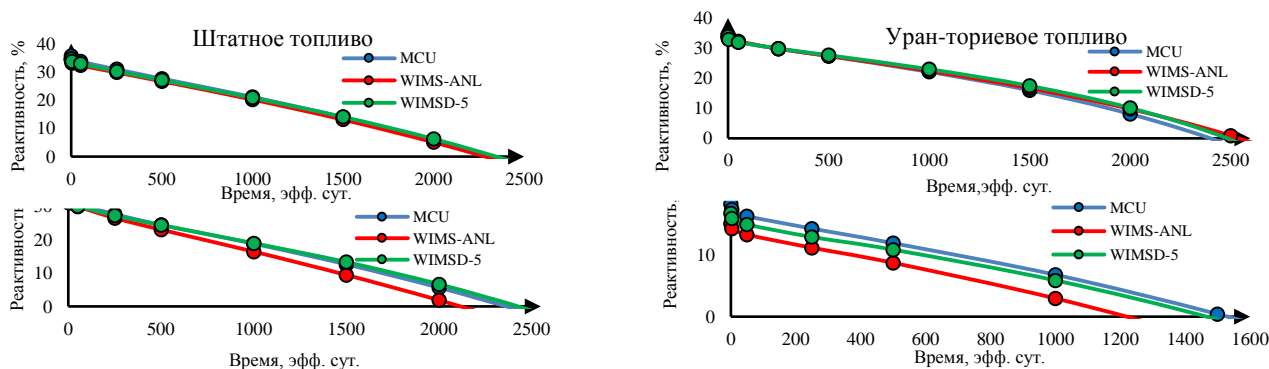 Штатное топливо
Реактивность, %
40
30
20
10
0
MCU
WIMS-ANL
WIMSD-5
0 500 1000 1500 2000 2500
Время, эфф. сут.
Уран-ториевое топливо
Реактивность, %
40
30
20
10
0
MCU
WIMS-ANL
WIMSD-5
0 500 1000 1500 2000 2500
Время,эфф. сут.
Реактивность
30
20
10
0
MCU
WIMS-ANL
WIMSD-5
0 500 1000 1500 2000 2500
Время, эфф. сут.
Реактивность,
10
0
MCU
WIMS-ANL
WIMSD-5
0 200 400 600 800 1000 1200 1400 1600
Время, эфф. сут.